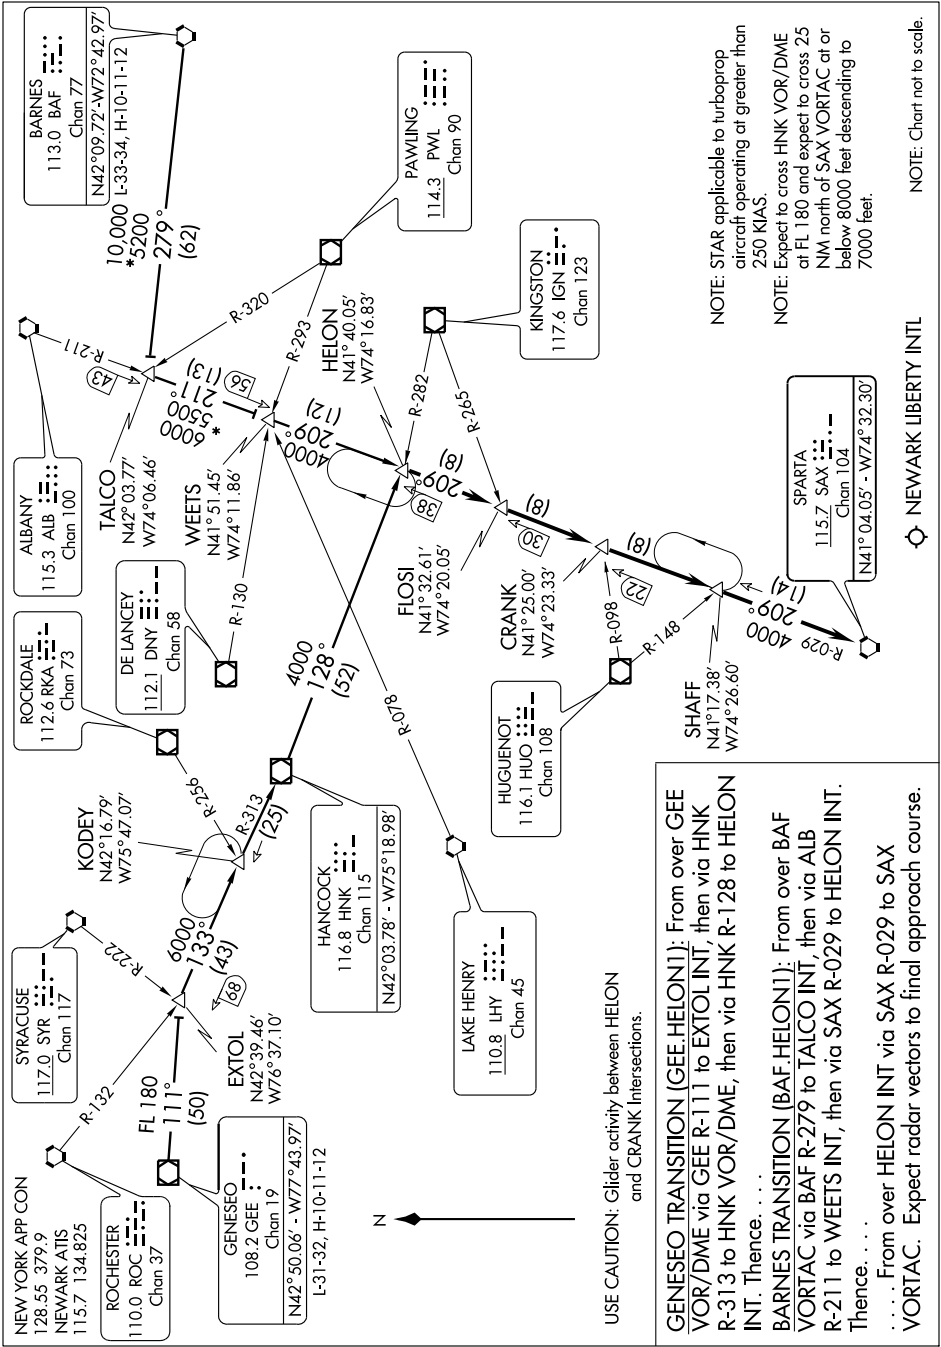 NEW YORK APP CON
128.55 379.9
NEWARK ATIS
115.7 134.825
ROCHESTER
110.0 ROC
Chan 37
R-132
SYRACUSE
117.0 SYR
Chan 117
R-222
GENESEO
108.2 GEE
Chan 19
N42°50.06' - W77°43.97'
L-31-32, H-10-11-12
FL 180
111°
(50)
EXTOL
N42°39.46'
W76°37.10'
68
6000
133°
(43)
KODEY
N42°16.79'
W75°47.07'
ROCKDALE
112.6 RKA
Chan 73
R-256
R-313
(25)
HANCOCK
116.8 HNK
Chan 115
N42°03.78' - W75°18.98'
4000
128°
(52)
DE LANCEY
112.1 DNY
Chan 58
R-130
LAKE HENRY
110.8 LHY
Chan 45
R-078
ALBANY
115.3 ALB
Chan 100
R-211
43
TALCO
N42°03.77'
W74°06.46'
BARNES
113.0 BAF
Chan 77
N42°09.72'-W72°42.97'
L-33-34, H-10-11-12
10,000
*5200
279°
(62)
6000
*5500
211°
(13)
56
WEETS
N41°51.45'
W74°11.86'
PAWLING
114.3 PWL
Chan 90
R-320
R-293
HELON
N41°40.05'
W74°16.83'
4000
209°
(12)
38
KINGSTON
117.6 IGN
Chan 123
R-282
R-265
209°
(8)
FLOSI
N41°32.61'
W74°20.05'
30
(8)
CRANK
N41°25.00'
W74°23.33'
22
(8)
HUGUENOT
116.1 HUO
Chan 108
R-098
R-148
SHAFF
N41°17.38'
W74°26.60'
4000
209°
(14)
R-029
SPARTA
115.7 SAX
Chan 104
N41°04.05' - W74°32.30'
NEWARK LIBERTY INTL
NOTE: STAR applicable to turboprop
aircraft operating at greater than
250 KIAS.
NOTE: Expect to cross HNK VOR/DME
at FL 180 and expect to cross 25
NM north of SAX VORTAC at or
below 8000 feet descending to
7000 feet.
NOTE: Chart not to scale.
N
USE CAUTION: Glider activity between HELON
and CRANK Intersections.
GENESEO TRANSITION (GEE.HELON1): From over GEE
VOR/DME via GEE R-111 to EXTOL INT, then via HNK
R-313 to HNK VOR/DME, then via HNK R-128 to HELON
INT. Thence. . . .
BARNES TRANSITION (BAF.HELON1): From over BAF
VORTAC via BAF R-279 to TALCO INT, then via ALB
R-211 to WEETS INT, then via SAX R-029 to HELON INT.
Thence. . . .
. . . . From over HELON INT via SAX R-029 to SAX
VORTAC. Expect radar vectors to final approach course.